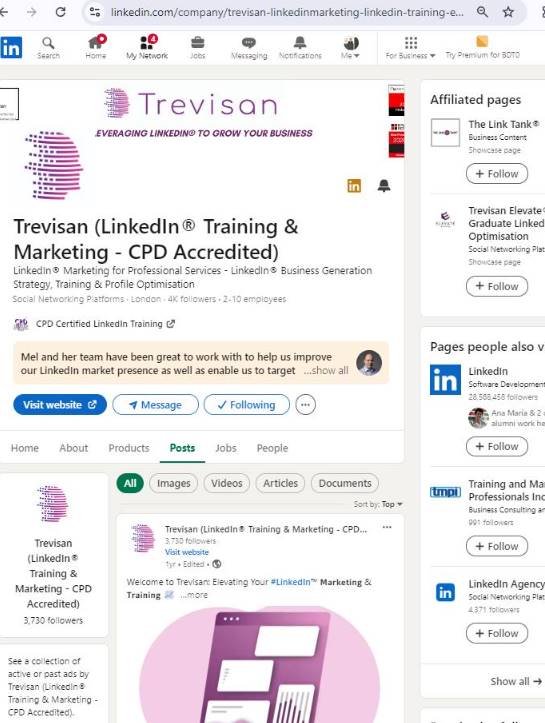 linkedin.com/company/trevisan-linkedinmarketing-linkedin-training-e...
in
Search
Home
4
My Network
Jobs
Messaging
Notifications
Me
For Business
Try Premium for BDT0
Trevisan
EVERAGING LINKEDIN® TO GROW YOUR BUSINESS
Trevisan (LinkedIn® Training &
Marketing - CPD Accredited)
LinkedIn® Marketing for Professional Services - LinkedIn® Business Generation
Strategy, Training & Profile Optimisation
Social Networking Platforms · London · 4K followers · 2-10 employees
CPD Certified LinkedIn Training
Mel and her team have been great to work with to help us improve
our LinkedIn market presence as well as enable us to target ...show all
Visit website
Message
Following
Home
About
Products
Posts
Jobs
People
Trevisan
(LinkedIn®
Training &
Marketing - CPD
Accredited)
3,730 followers
See a collection of
active or past ads by
Trevisan (LinkedIn®
Training & Marketing -
CPD Accredited).
All
Images
Videos
Articles
Documents
Sort by: Top
Trevisan (LinkedIn® Training & Marketing - CPD...
3,730 followers
Visit website
1yr • Edited •
Welcome to Trevisan: Elevating Your #LinkedIn™ Marketing &
Training ...more
Affiliated pages
The Link Tank®
Business Content
Showcase page
+ Follow
Trevisan Elevate®
Graduate Linked
Optimisation
Social Networking Plat
Showcase page
+ Follow
Pages people also v
in
LinkedIn
Software Development
28,568,458 followers
Ana María & 2
alumni work he
+ Follow
tmpi
Training and Mar
Professionals Inc
Business Consulting an
991 followers
+ Follow
in
LinkedIn Agency
Social Networking Plat
4,371 followers
+ Follow
Show all →